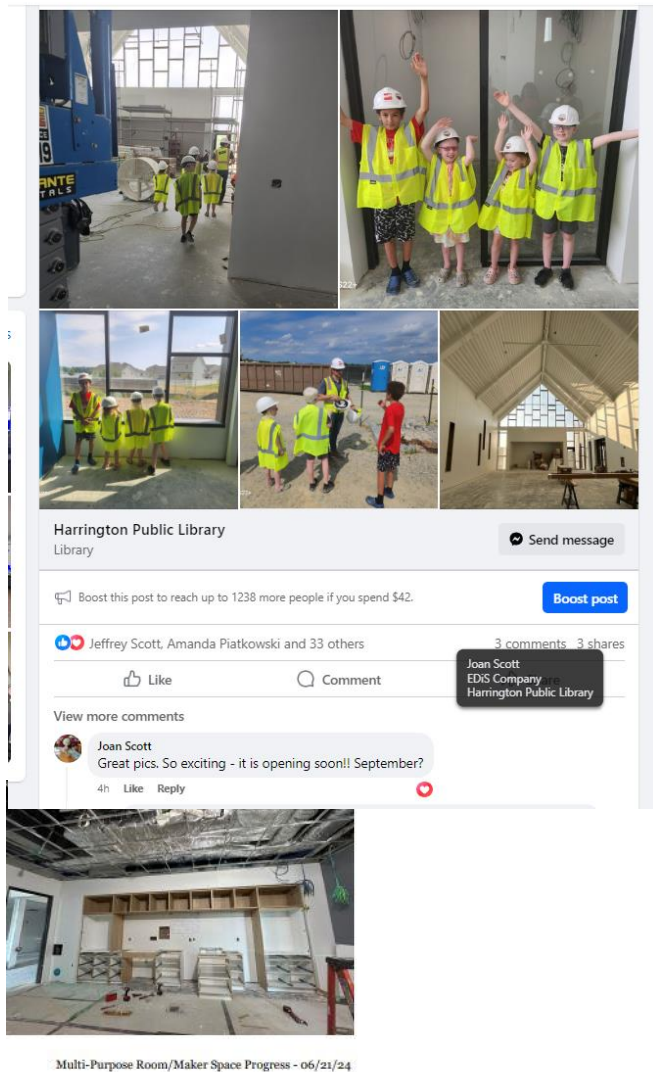 19
ANTE
TALS
S22+
Harrington Public Library
Library
Send message
Boost this post to reach up to 1238 more people if you spend $42.
Boost post
Jeffrey Scott, Amanda Piatkowski and 33 others
3 comments 3 shares
Like
Comment
Joan Scott
EDiS Company
Harrington Public Library
View more comments
Joan Scott
Great pics. So exciting - it is opening soon!! September?
4h Like Reply
Multi-Purpose Room/Maker Space Progress - 06/21/24